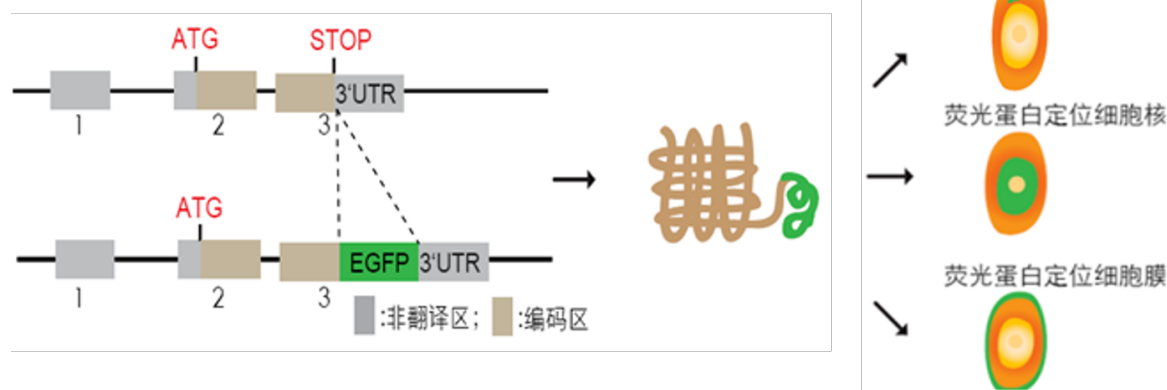 ATG STOP
3'UTR
1 2 3
荧光蛋白定位细胞核
ATG
EGFP 3'UTR
1 2 3
:非翻译区; :编码区
荧光蛋白定位细胞膜